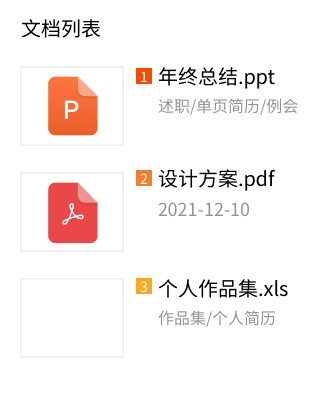 文档列表
1 年终总结.ppt
述职/单页简历/例会
P
2 设计方案.pdf
2021-12-10
3 个人作品集.xls
作品集/个人简历